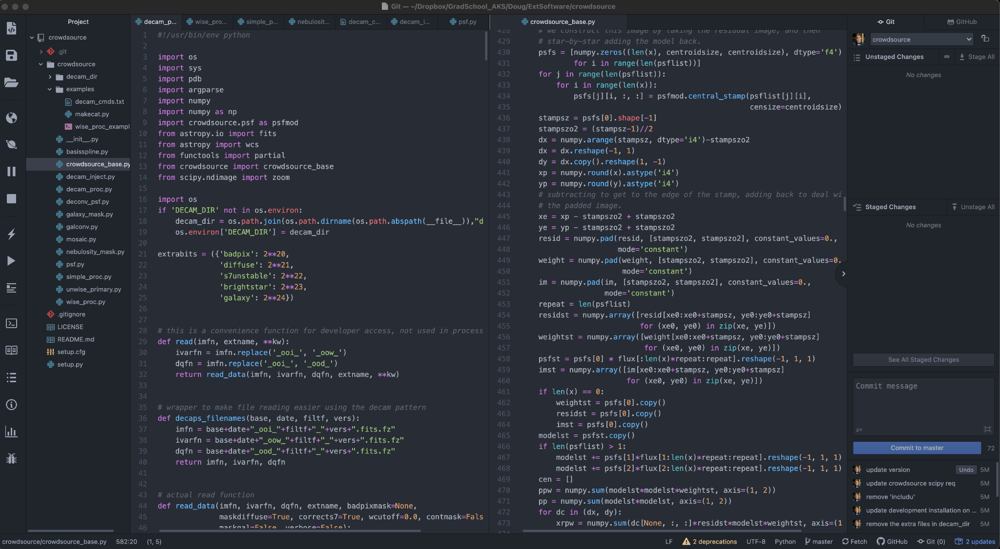 Git — ~/Dropbox/GradSchool_AKS/Doug/ExtSoftware/crowdsource
Project
crowdsource
.git
crowdsource
decam_dir
examples
decam_cmds.txt
makecat.py
wise_proc_exampl
__init__.py
basisspline.py
crowdsource_base.py
decam_inject.py
decam_proc.py
deconv_psf.py
galaxy_mask.py
galconv.py
mosaic.py
nebulosity_mask.py
psf.py
simple_proc.py
unwise_primary.py
wise_proc.py
.gitignore
LICENSE
README.md
setup.cfg
setup.py
decam_p... wise_pro... simple_p... nebulosit... decam_c... decam_i... psf.py
1 #!/usr/bin/env python
2
3 import os
4 import sys
5 import pdb
6 import argparse
7 import numpy
8 import numpy as np
9 import crowdsource.psf as psfmod
10 from astropy.io import fits
11 from astropy import wcs
12 from functools import partial
13 from crowdsource import crowdsource_base
14 from scipy.ndimage import zoom
15
16 import os
17 if 'DECAM_DIR' not in os.environ:
18     decam_dir = os.path.join(os.path.dirname(os.path.abspath(__file__)),"d
19     os.environ['DECAM_DIR'] = decam_dir
20
21 extrabits = ({'badpix': 2**20,
22               'diffuse': 2**21,
23               's7unstable': 2**22,
24               'brightstar': 2**23,
25               'galaxy': 2**24})
26
27
28 # this is a convenience function for developer access, not used in process
29 def read(imfn, extname, **kw):
30     ivarfn = imfn.replace('_ooi_', '_oow_')
31     dqfn = imfn.replace('_ooi_', '_ood_')
32     return read_data(imfn, ivarfn, dqfn, extname, **kw)
33
34
35 # wrapper to make file reading easier using the decam pattern
36 def decaps_filenames(base, date, filtf, vers):
37     imfn = base+date+"_ooi_"+filtf+"_"+vers+".fits.fz"
38     ivarfn = base+date+"_oow_"+filtf+"_"+vers+".fits.fz"
39     dqfn = base+date+"_ood_"+filtf+"_"+vers+".fits.fz"
40     return imfn, ivarfn, dqfn
41
42
43 # actual read function
44 def read_data(imfn, ivarfn, dqfn, extname, badpixmask=None,
45               maskdiffuse=True, corrects7=True, wcutoff=0.0, contmask=Fals
46               maskgal=False, verbose=False):
crowdsource_base.py
428 # we construct this image by taking the residual image, and then
429 # star-by-star adding the model back.
430 psfs = [numpy.zeros((len(x), centroidsize, centroidsize), dtype='f4')
431         for i in range(len(psflist))]
432 for j in range(len(psflist)):
433     for i in range(len(x)):
434         psfs[j][i, :, :] = psfmod.central_stamp(psflist[j][i],
435                                                 censize=centroidsize)
436 stampsz = psfs[0].shape[-1]
437 stampszo2 = (stampsz-1)//2
438 dx = numpy.arange(stampsz, dtype='i4')-stampszo2
439 dx = dx.reshape(-1, 1)
440 dy = dx.copy().reshape(1, -1)
441 xp = numpy.round(x).astype('i4')
442 yp = numpy.round(y).astype('i4')
443 # subtracting to get to the edge of the stamp, adding back to deal wi
444 # the padded image.
445 xe = xp - stampszo2 + stampszo2
446 ye = yp - stampszo2 + stampszo2
447 resid = numpy.pad(resid, [stampszo2, stampszo2], constant_values=0.,
448                   mode='constant')
449 weight = numpy.pad(weight, [stampszo2, stampszo2], constant_values=0.
450                    mode='constant')
451 im = numpy.pad(im, [stampszo2, stampszo2], constant_values=0.,
452                mode='constant')
453 repeat = len(psflist)
454 residst = numpy.array([resid[xe0:xe0+stampsz, ye0:ye0+stampsz]
455                        for (xe0, ye0) in zip(xe, ye)])
456 weightst = numpy.array([weight[xe0:xe0+stampsz, ye0:ye0+stampsz]
457                         for (xe0, ye0) in zip(xe, ye)])
458 psfst = psfs[0] * flux[:len(x)*repeat:repeat].reshape(-1, 1, 1)
459 imst = numpy.array([im[xe0:xe0+stampsz, ye0:ye0+stampsz]
460                     for (xe0, ye0) in zip(xe, ye)])
461 if len(x) == 0:
462     weightst = psfs[0].copy()
463     residst = psfs[0].copy()
464     imst = psfs[0].copy()
465 modelst = psfst.copy()
466 if len(psflist) > 1:
467     modelst += psfs[1]*flux[1:len(x)*repeat:repeat].reshape(-1, 1, 1)
468     modelst += psfs[2]*flux[2:len(x)*repeat:repeat].reshape(-1, 1, 1)
469 cen = []
470 ppw = numpy.sum(modelst*modelst*weightst, axis=(1, 2))
471 pp = numpy.sum(modelst*modelst, axis=(1, 2))
472 for dc in (dx, dy):
473     xrpw = numpy.sum(dc[None, :, :]*residst*modelst*weightst, axis=(1
474
Git GitHub
crowdsource
Unstaged Changes Stage All
No changes
Staged Changes Unstage All
No changes
See All Staged Changes
Commit message
Commit to master 72
update version Undo 5M
update crowdsource scipy req 5M
remove 'includu' 5M
update development installation on ... 5M
remove the extra files in decam_dir 5M
crowdsource/crowdsource_base.py 582:20 (1, 5) LF 2 deprecations UTF-8 Python master Fetch GitHub Git (0) 2 updates